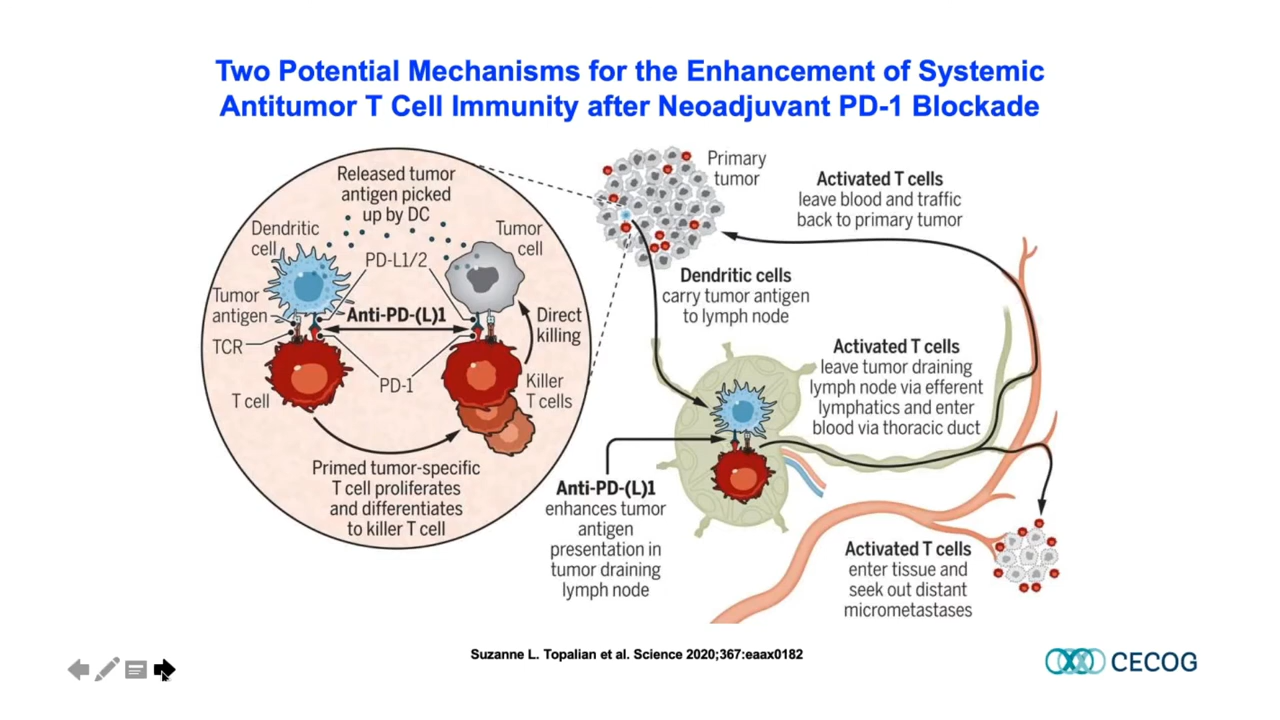 Two Potential Mechanisms for the Enhancement of Systemic
Antitumor T Cell Immunity after Neoadjuvant PD-1 Blockade
Released tumor
antigen picked
up by DC
Dendritic
cell
Tumor
cell
PD-L1/2
Tumor
antigen
Anti-PD-(L)1
Direct
killing
TCR
PD-1
T cell
Killer
T cells
Primed tumor-specific
T cell proliferates
and differentiates
to killer T cell
Primary
tumor
Activated T cells
leave blood and traffic
back to primary tumor
Dendritic cells
carry tumor antigen
to lymph node
Activated T cells
leave tumor draining
lymph node via efferent
lymphatics and enter
blood via thoracic duct
Anti-PD-(L)1
enhances tumor
antigen
presentation in
tumor draining
lymph node
Activated T cells
enter tissue and
seek out distant
micrometastases
Suzanne L. Topalian et al. Science 2020;367:eaax0182
CECOG